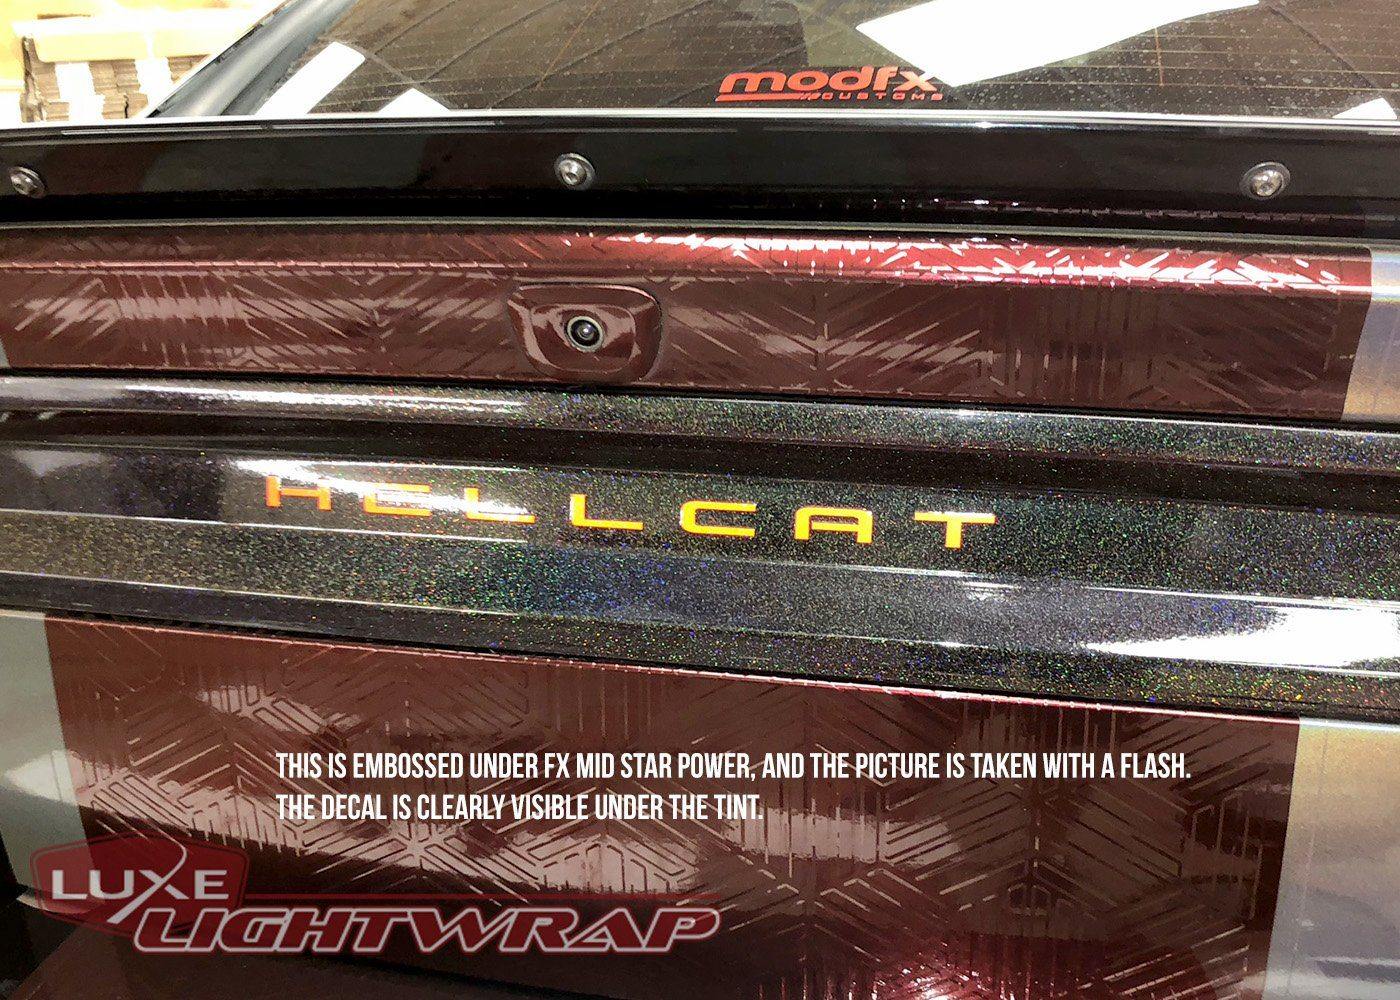 modfx
CUSTOMS
HELLCAT
THIS IS EMBOSSED UNDER FX MID STAR POWER, AND THE PICTURE IS TAKEN WITH A FLASH.
THE DECAL IS CLEARLY VISIBLE UNDER THE TINT.
LUXE
LIGHTWRAP